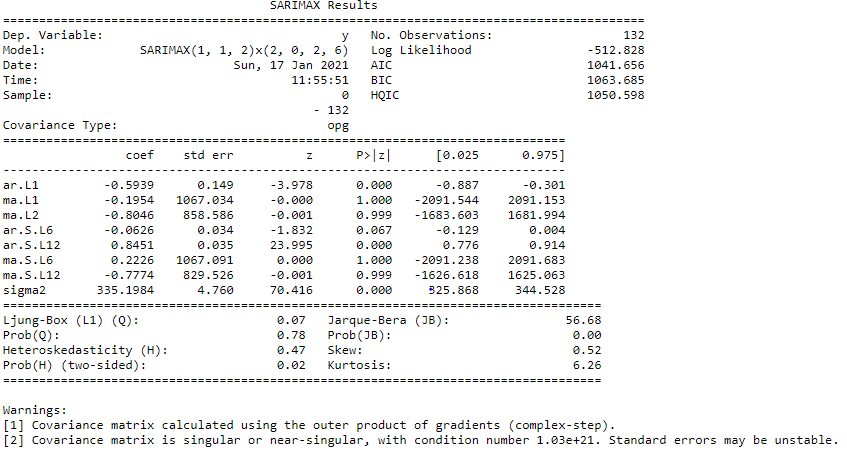 SARIMAX Results
==========================================================================================
Dep. Variable: y No. Observations: 132
Model: SARIMAX(1, 1, 2)x(2, 0, 2, 6) Log Likelihood -512.828
Date: Sun, 17 Jan 2021 AIC 1041.656
Time: 11:55:51 BIC 1063.685
Sample: 0 HQIC 1050.598
- 132
Covariance Type: opg
==============================================================================
coef std err z P>|z| [0.025 0.975]
------------------------------------------------------------------------------
ar.L1 -0.5939 0.149 -3.978 0.000 -0.887 -0.301
ma.L1 -0.1954 1067.034 -0.000 1.000 -2091.544 2091.153
ma.L2 -0.8046 858.586 -0.001 0.999 -1683.603 1681.994
ar.S.L6 -0.0626 0.034 -1.832 0.067 -0.129 0.004
ar.S.L12 0.8451 0.035 23.995 0.000 0.776 0.914
ma.S.L6 0.2226 1067.091 0.000 1.000 -2091.238 2091.683
ma.S.L12 -0.7774 829.526 -0.001 0.999 -1626.618 1625.063
sigma2 335.1984 4.760 70.416 0.000 325.868 344.528
===================================================================================
Ljung-Box (L1) (Q): 0.07 Jarque-Bera (JB): 56.68
Prob(Q): 0.78 Prob(JB): 0.00
Heteroskedasticity (H): 0.47 Skew: 0.52
Prob(H) (two-sided): 0.02 Kurtosis: 6.26
===================================================================================
Warnings:
[1] Covariance matrix calculated using the outer product of gradients (complex-step).
[2] Covariance matrix is singular or near-singular, with condition number 1.03e+21. Standard errors may be unstable.